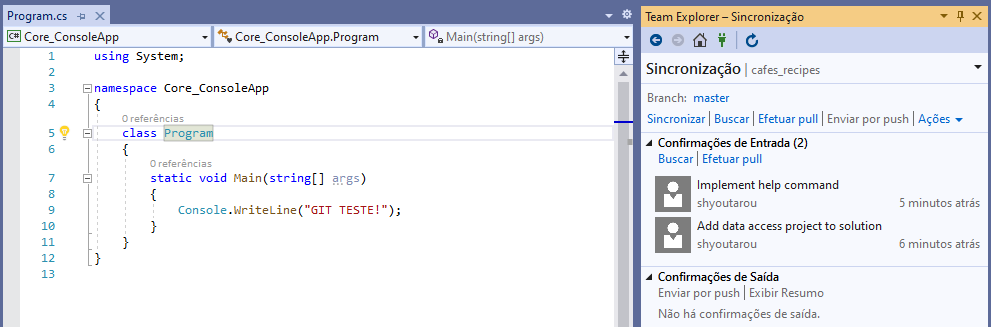 Program.cs
Core_ConsoleApp
Core_ConsoleApp.Program
Main(string[] args)
1 using System;
2
3 namespace Core_ConsoleApp
4 {
0 referências
5 class Program
6 {
0 referências
7 static void Main(string[] args)
8 {
9 Console.WriteLine("GIT TESTE!");
10 }
11 }
12 }
13
Team Explorer – Sincronização
Sincronização | cafes_recipes
Branch: master
Sincronizar | Buscar | Efetuar pull | Enviar por push | Ações
Confirmações de Entrada (2)
Buscar | Efetuar pull
Implement help command
shyoutarou 5 minutos atrás
Add data access project to solution
shyoutarou 6 minutos atrás
Confirmações de Saída
Enviar por push | Exibir Resumo
Não há confirmações de saída.